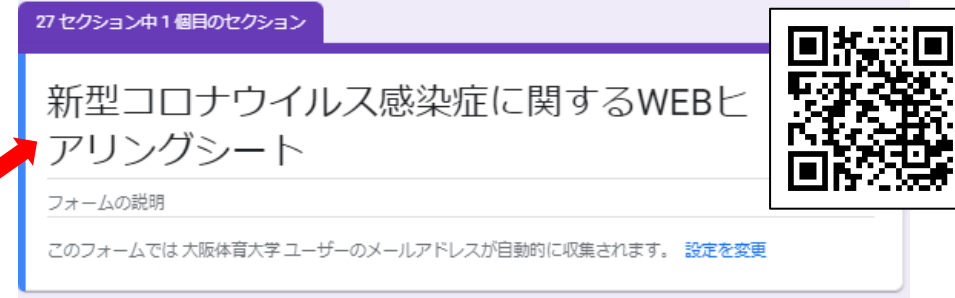 27 セクション中 1 個目のセクション
新型コロナウイルス感染症に関するWEBヒ
アリングシート
フォームの説明
このフォームでは 大阪体育大学 ユーザーのメールアドレスが自動的に収集されます。 設定を変更